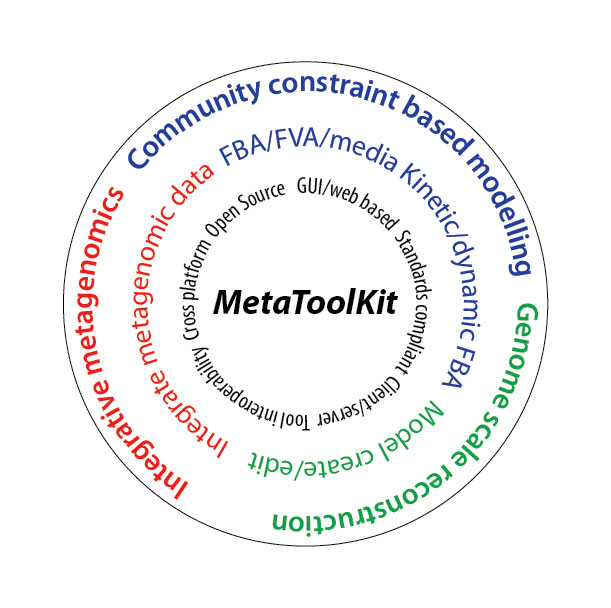 Community constraint based modelling
Genome scale reconstruction
Integrative metagenomics
FBA/FVA/media
Kinetic/dynamic FBA
Model create/edit
Integrate metagenomic data
GUI/web based
Standards compliant
Client/server
Tool interoperability
Cross platform
Open Source
MetaToolKit